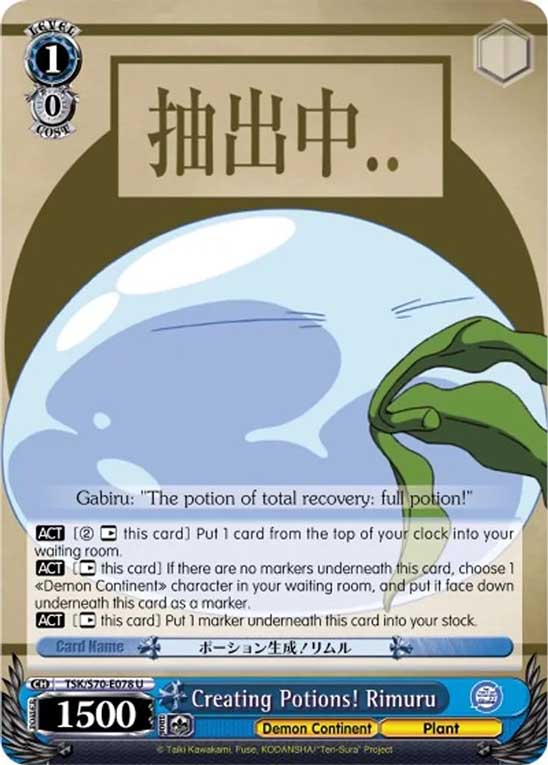 LEVEL
1
0
COST
抽出中..
Gabiru: "The potion of total recovery: full potion!"
ACT [② this card] Put 1 card from the top of your clock into your
waiting room.
ACT [ this card] If there are no markers underneath this card, choose 1
«Demon Continent» character in your waiting room, and put it face down
underneath this card as a marker.
ACT [ this card] Put 1 marker underneath this card into your stock.
Card Name
ポーション生成！リムル
CH TSK/S70-E078 U
Creating Potions! Rimuru
POWER
1500
SOUL
Demon Continent
Plant
© Taiki Kawakami, Fuse, KODANSHA/"Ten-Sura" Project